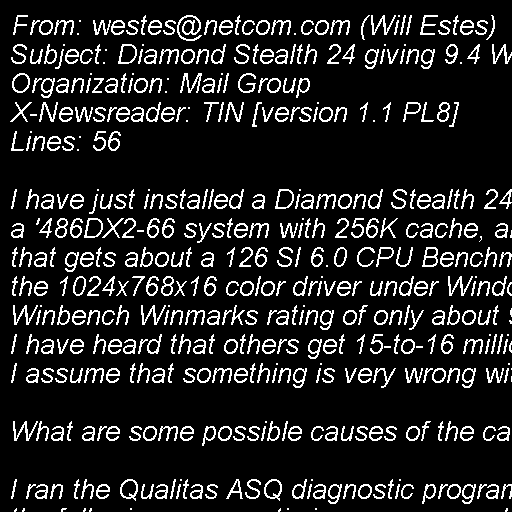 From: westes@netcom.com (Will Estes)
Subject: Diamond Stealth 24 giving 9.4 W
Organization: Mail Group
X-Newsreader: TIN [version 1.1 PL8]
Lines: 56

I have just installed a Diamond Stealth 24
a '486DX2-66 system with 256K cache, a
that gets about a 126 SI 6.0 CPU Benchm
the 1024x768x16 color driver under Windo
Winbench Winmarks rating of only about 9
I have heard that others get 15-to-16 millio
I assume that something is very wrong wit

What are some possible causes of the ca

I ran the Qualitas ASQ diagnostic program